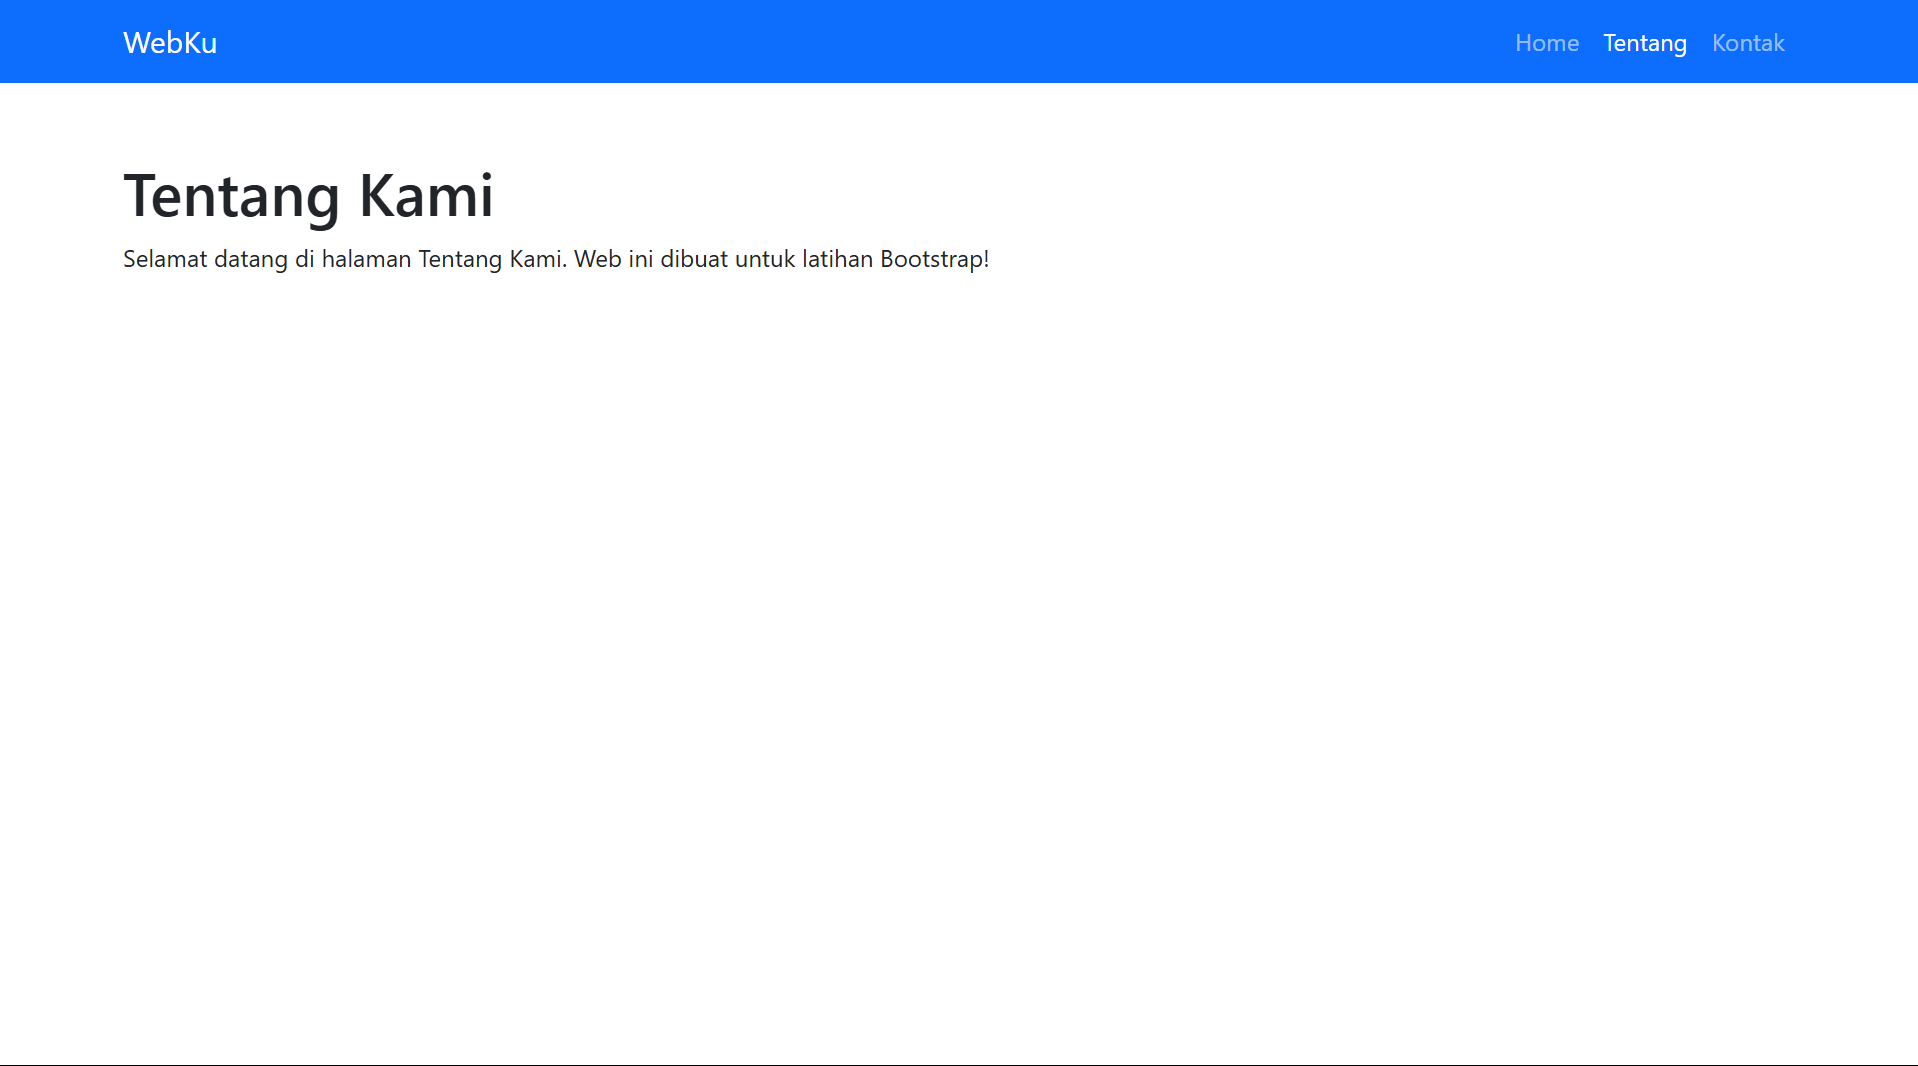 WebKu
Home Tentang Kontak
Tentang Kami
Selamat datang di halaman Tentang Kami. Web ini dibuat untuk latihan Bootstrap!